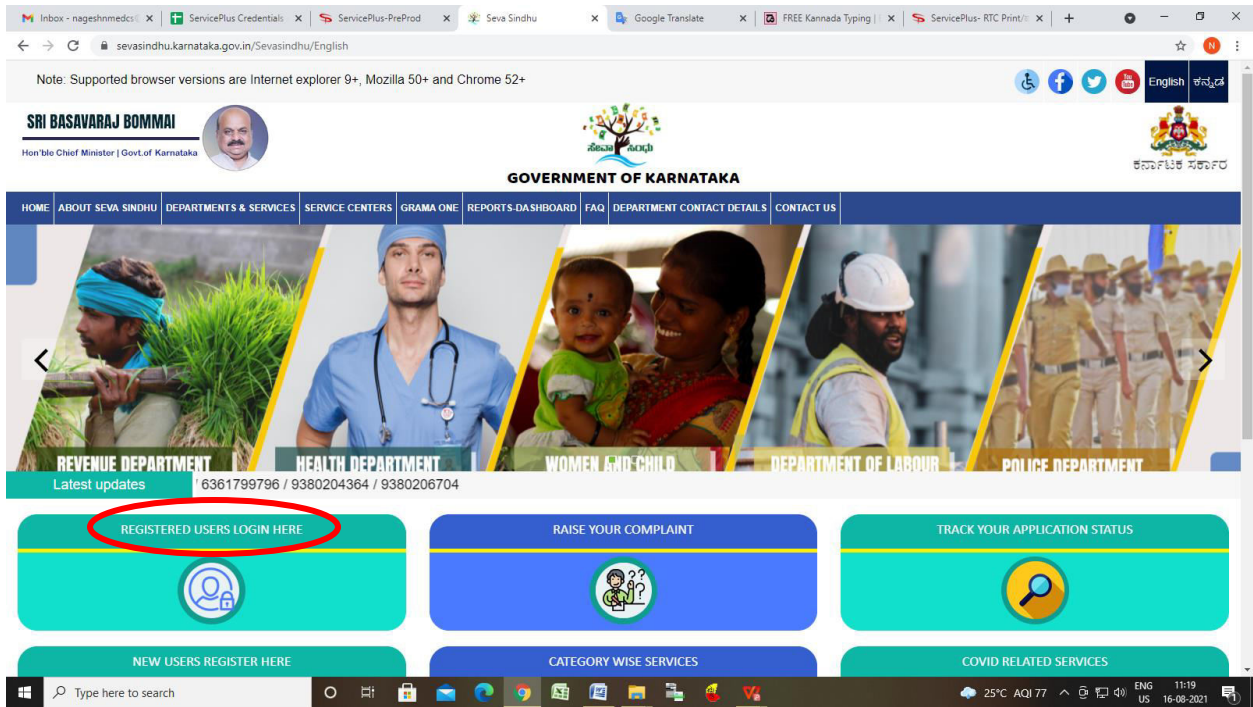 Inbox - nageshnmedcs
ServicePlus Credentials
ServicePlus-PreProd
Seva Sindhu
Google Translate
FREE Kannada Typing |
ServicePlus- RTC Print/
sevasindhu.karnataka.gov.in/Sevasindhu/English
N
Note: Supported browser versions are Internet explorer 9+, Mozilla 50+ and Chrome 52+
You Tube
English
ಕನ್ನಡ
SRI BASAVARAJ BOMMAI
Hon'ble Chief Minister | Govt.of Karnataka
ಸೇವಾ ಸಿಂಧು
GOVERNMENT OF KARNATAKA
ಕರ್ನಾಟಕ ಸರ್ಕಾರ
HOME ABOUT SEVA SINDHU DEPARTMENTS & SERVICES SERVICE CENTERS GRAMA ONE REPORTS-DASHBOARD FAQ DEPARTMENT CONTACT DETAILS CONTACT US
REVENUE DEPARTMENT HEALTH DEPARTMENT WOMEN AND CHILD DEPARTMENT OF LABOUR POLICE DEPARTMENT
Latest updates / 6361799796 / 9380204364 / 9380206704
REGISTERED USERS LOGIN HERE
RAISE YOUR COMPLAINT
TRACK YOUR APPLICATION STATUS
NEW USERS REGISTER HERE
CATEGORY WISE SERVICES
COVID RELATED SERVICES
Type here to search
25°C AQI 77
ENG US
11:19
16-08-2021
1